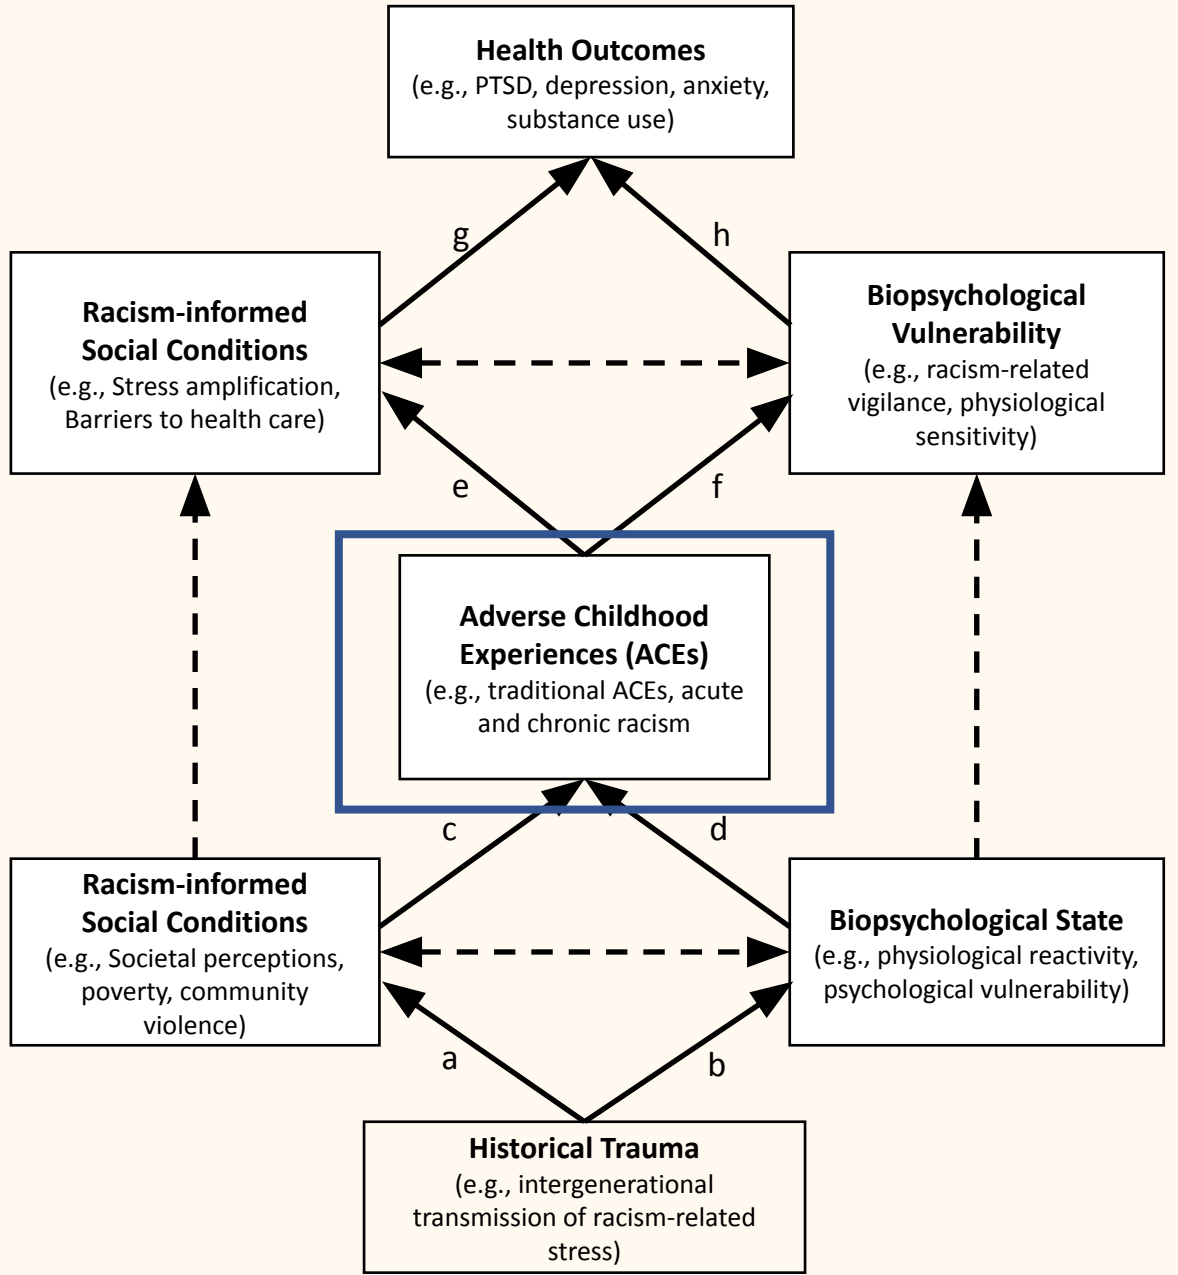 Health Outcomes
(e.g., PTSD, depression, anxiety,
substance use)
g
h
Racism-informed
Social Conditions
(e.g., Stress amplification,
Barriers to health care)
Biopsychological
Vulnerability
(e.g., racism-related
vigilance, physiological
sensitivity)
e
f
Adverse Childhood
Experiences (ACEs)
(e.g., traditional ACEs, acute
and chronic racism
c
d
Racism-informed
Social Conditions
(e.g., Societal perceptions,
poverty, community
violence)
Biopsychological State
(e.g., physiological reactivity,
psychological vulnerability)
a
b
Historical Trauma
(e.g., intergenerational
transmission of racism-related
stress)